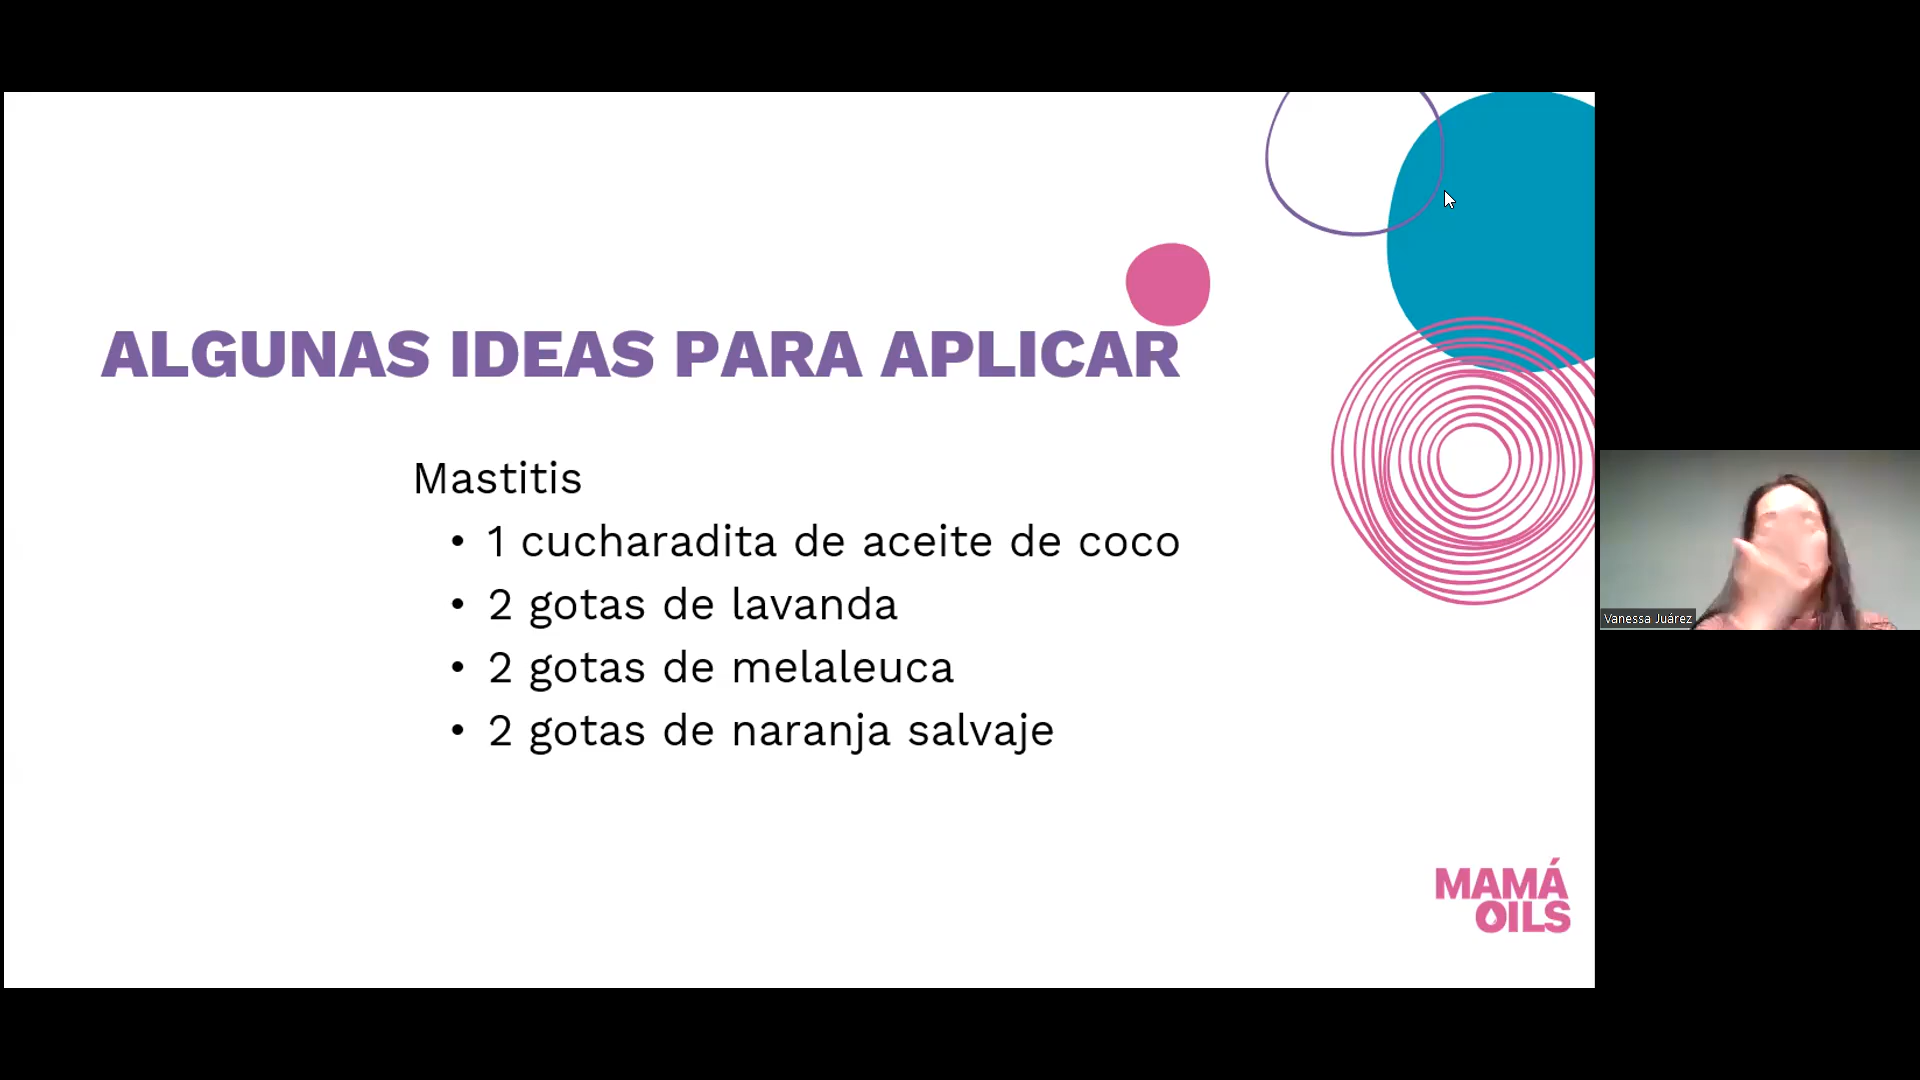 ALGUNAS IDEAS PARA APLICAR
Mastitis
• 1 cucharadita de aceite de coco
• 2 gotas de lavanda
• 2 gotas de melaleuca
• 2 gotas de naranja salvaje
MAMÁ
OILS
Vanessa Juárez